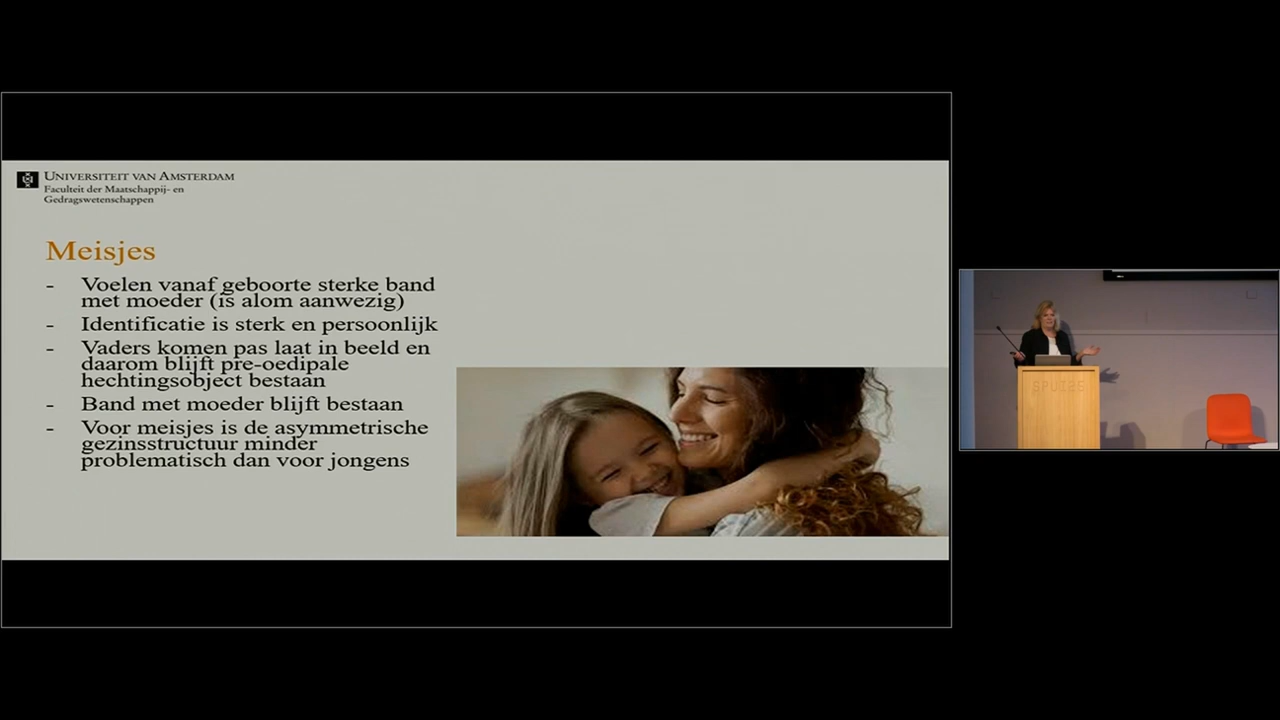 UNIVERSITEIT VAN AMSTERDAM
Faculteit der Maatschappij- en
Gedragswetenschappen
Meisjes
- Voelen vanaf geboorte sterke band
met moeder (is alom aanwezig)
- Identificatie is sterk en persoonlijk
- Vaders komen pas laat in beeld en
daarom blijft pre-oedipale
hechtingsobject bestaan
- Band met moeder blijft bestaan
- Voor meisjes is de asymmetrische
gezinsstructuur minder
problematisch dan voor jongens
SPUI25